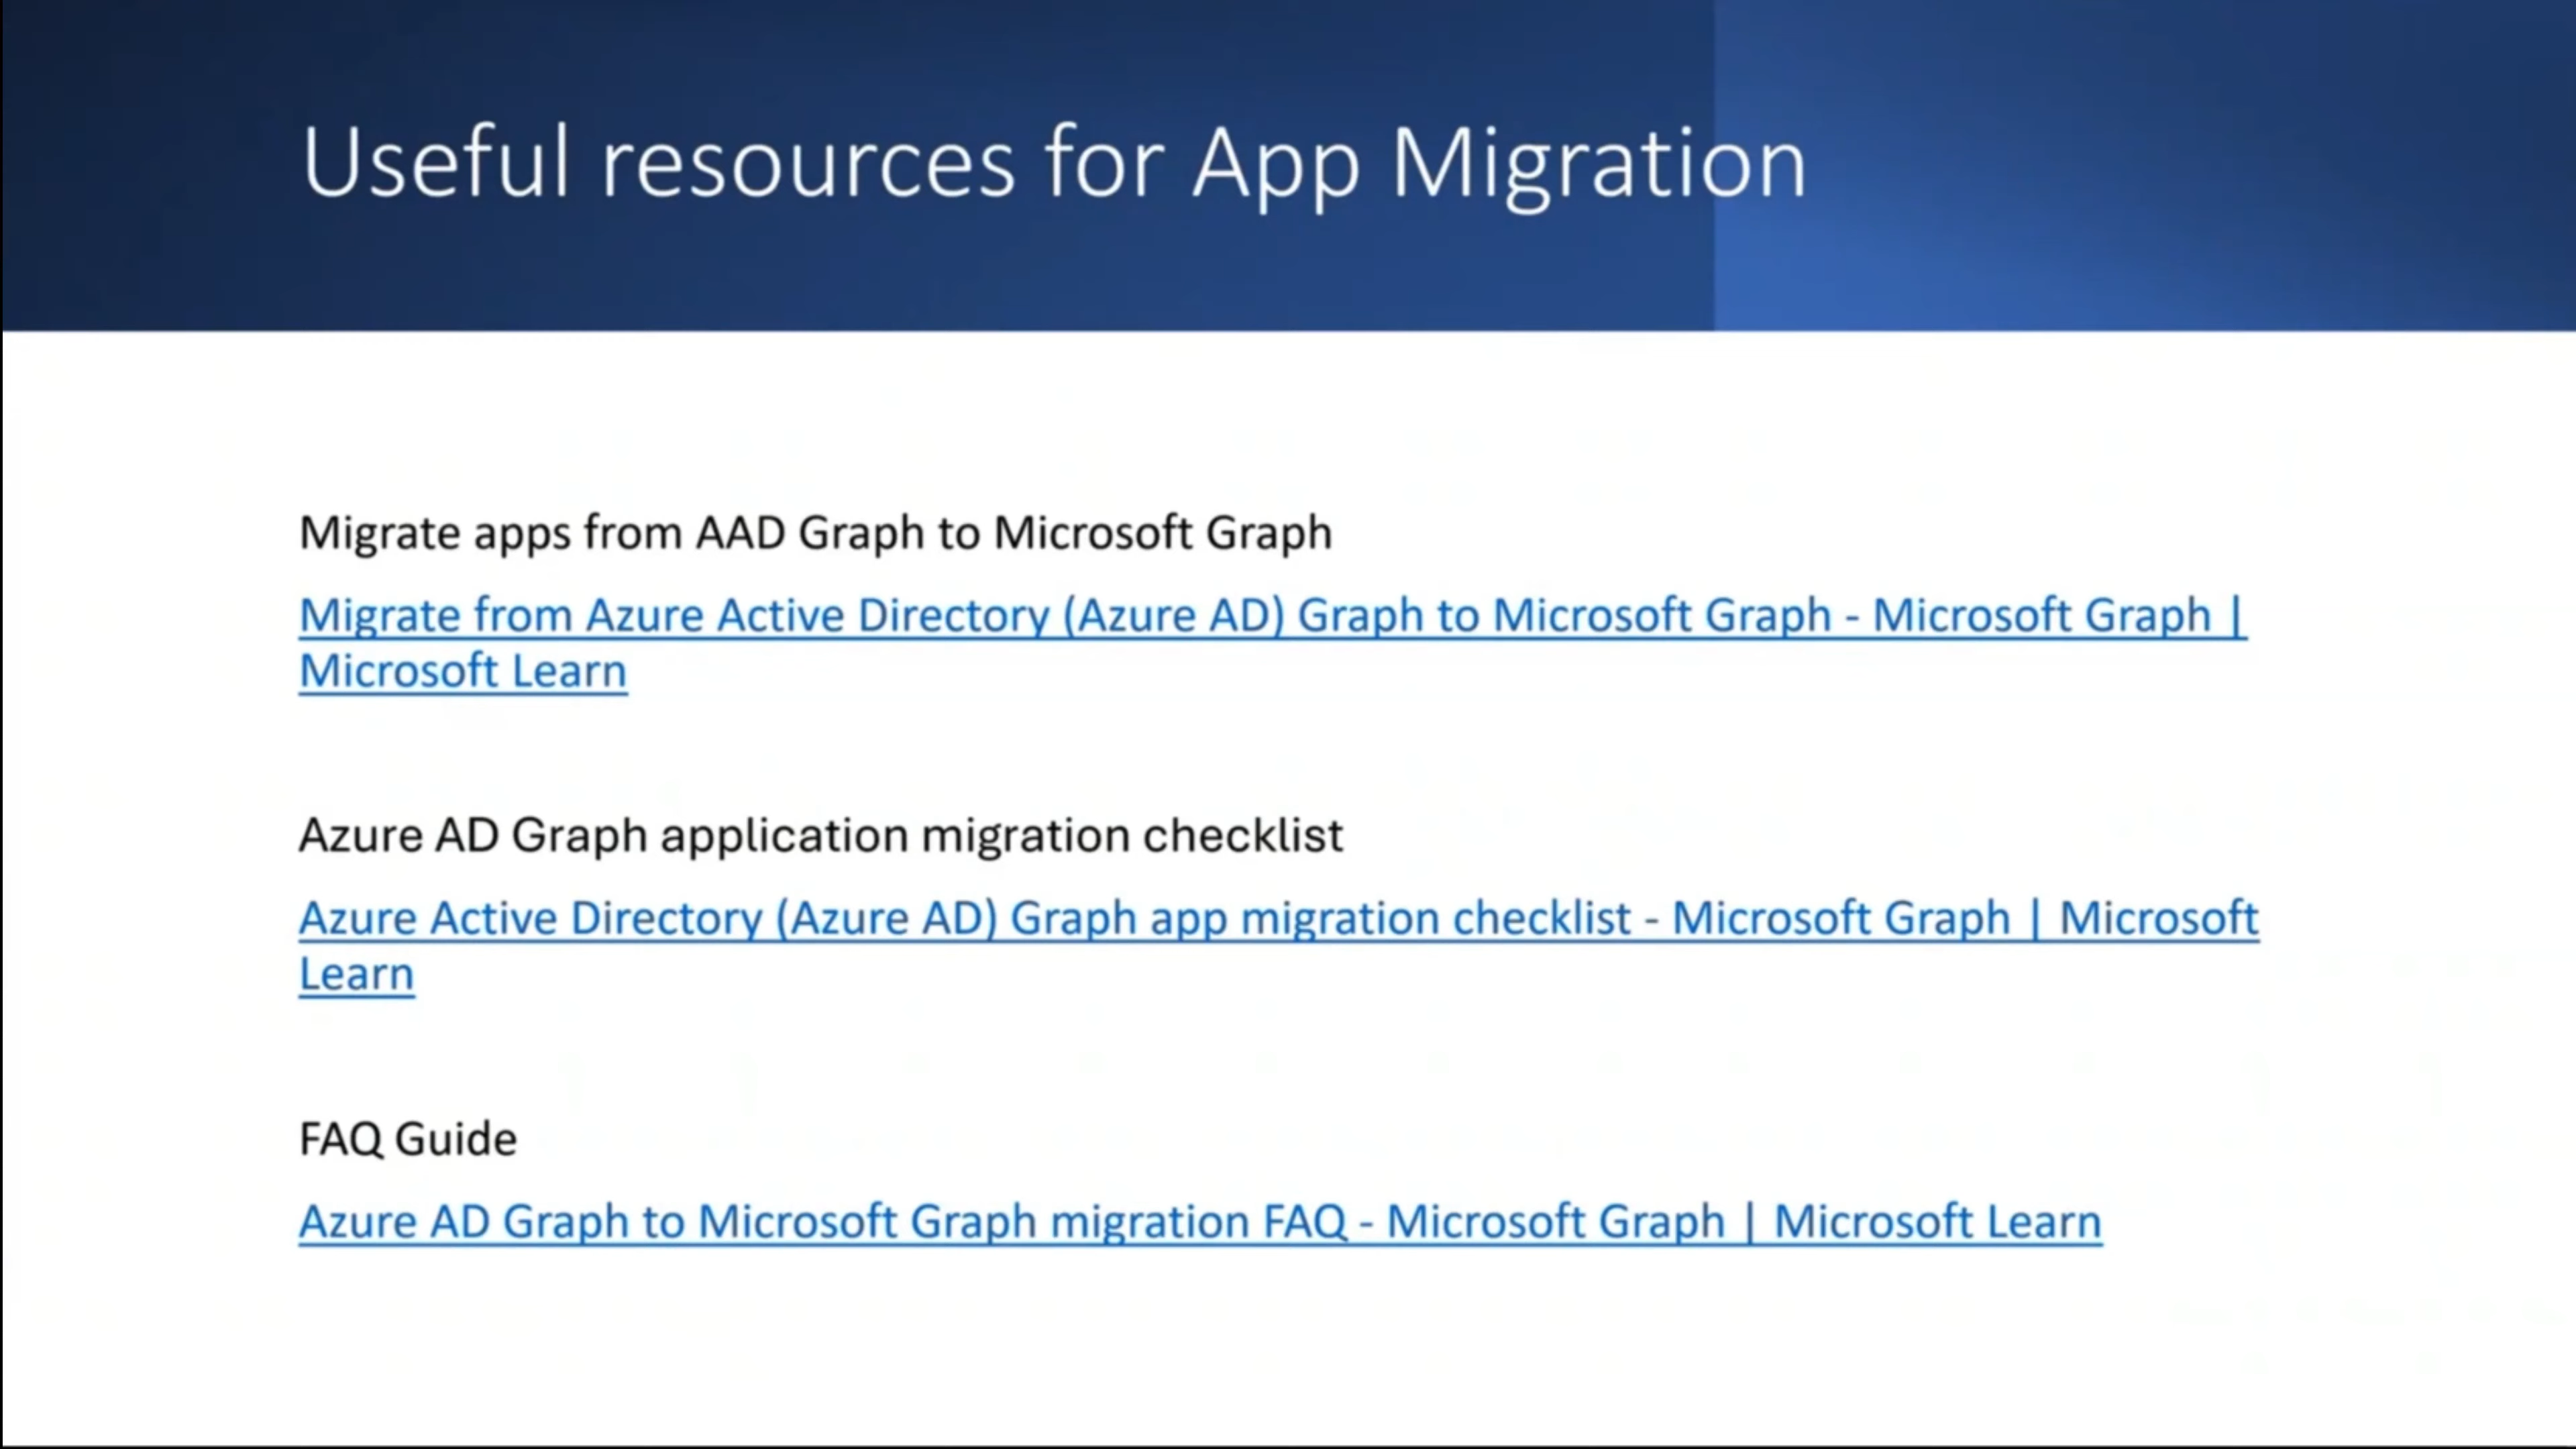 Useful resources for App Migration
Migrate apps from AAD Graph to Microsoft Graph
Migrate from Azure Active Directory (Azure AD) Graph to Microsoft Graph - Microsoft Graph |
Microsoft Learn
Azure AD Graph application migration checklist
Azure Active Directory (Azure AD) Graph app migration checklist - Microsoft Graph | Microsoft
Learn
FAQ Guide
Azure AD Graph to Microsoft Graph migration FAQ - Microsoft Graph | Microsoft Learn